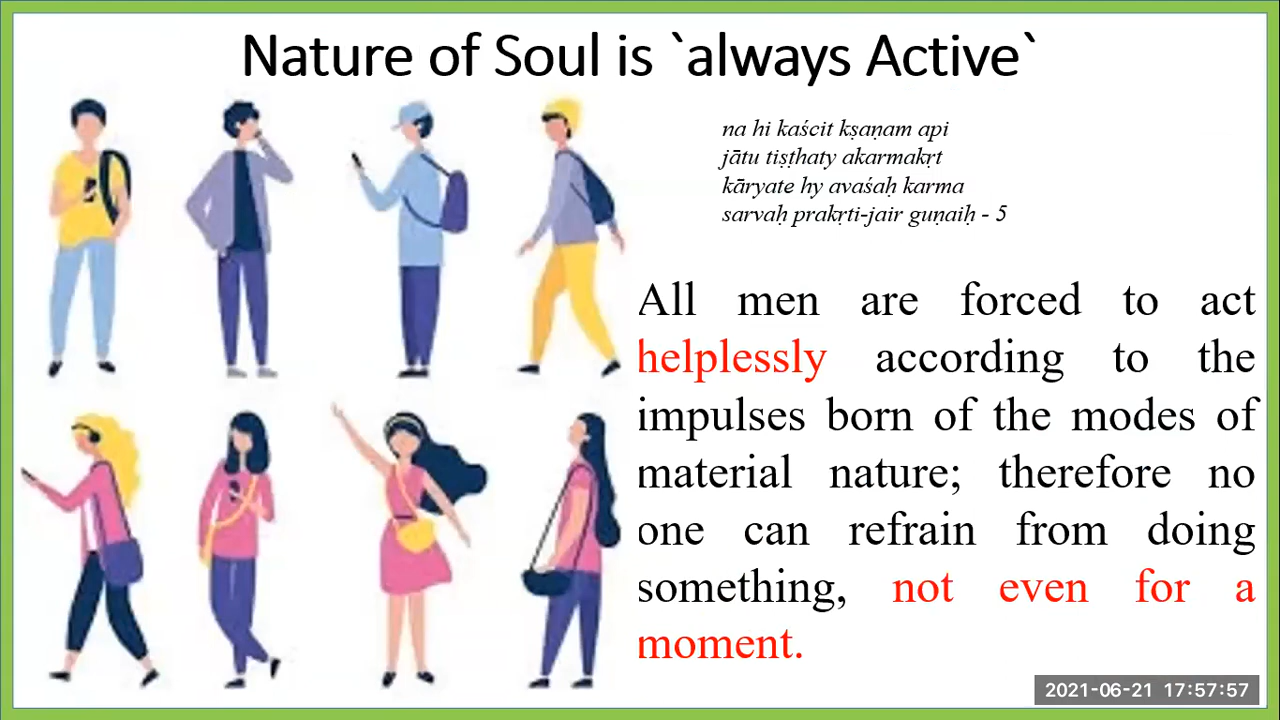 Nature of Soul is `always Active`
na hi kaścit kṣaṇam api
jātu tiṣṭhaty akarmakṛt
kāryate hy avaśaḥ karma
sarvaḥ prakṛti-jair guṇaiḥ - 5
All men are forced to act
helplessly according to the
impulses born of the modes of
material nature; therefore no
one can refrain from doing
something, not even for a
moment.
2021-06-21 17:57:57